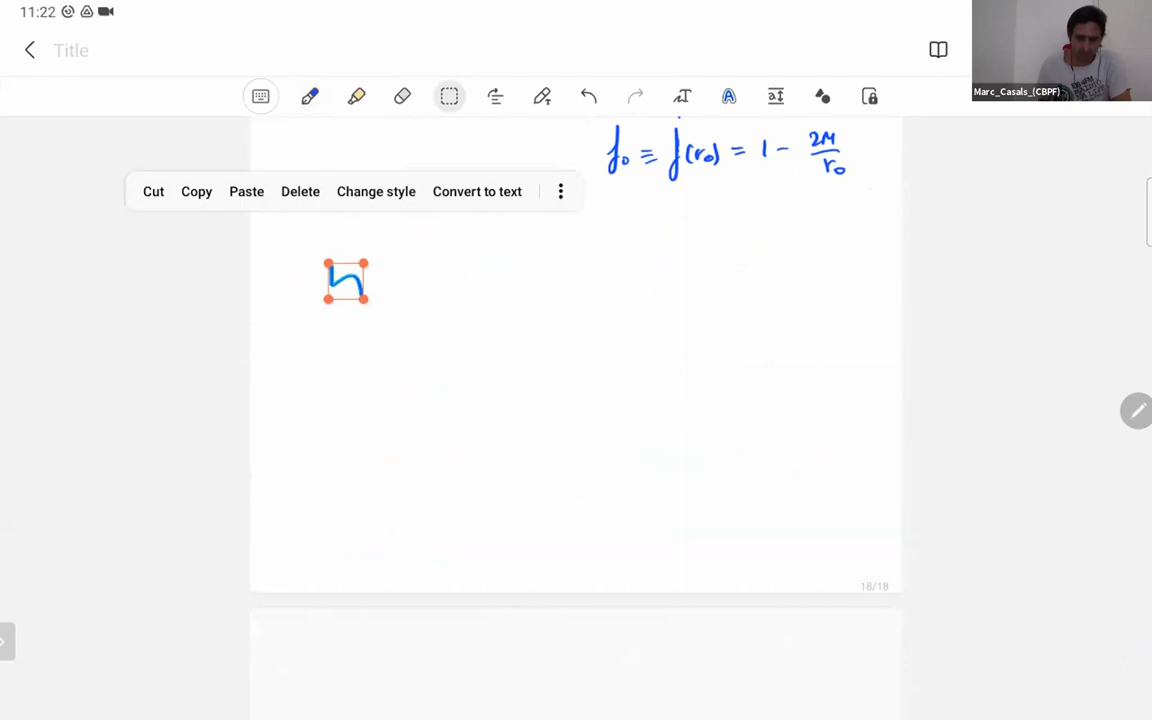 11:22
Title
Marc_Casals_(CBPF)
f₀ ≡ f(r₀) = 1 - 2M/r₀
Cut Copy Paste Delete Change style Convert to text
18/18